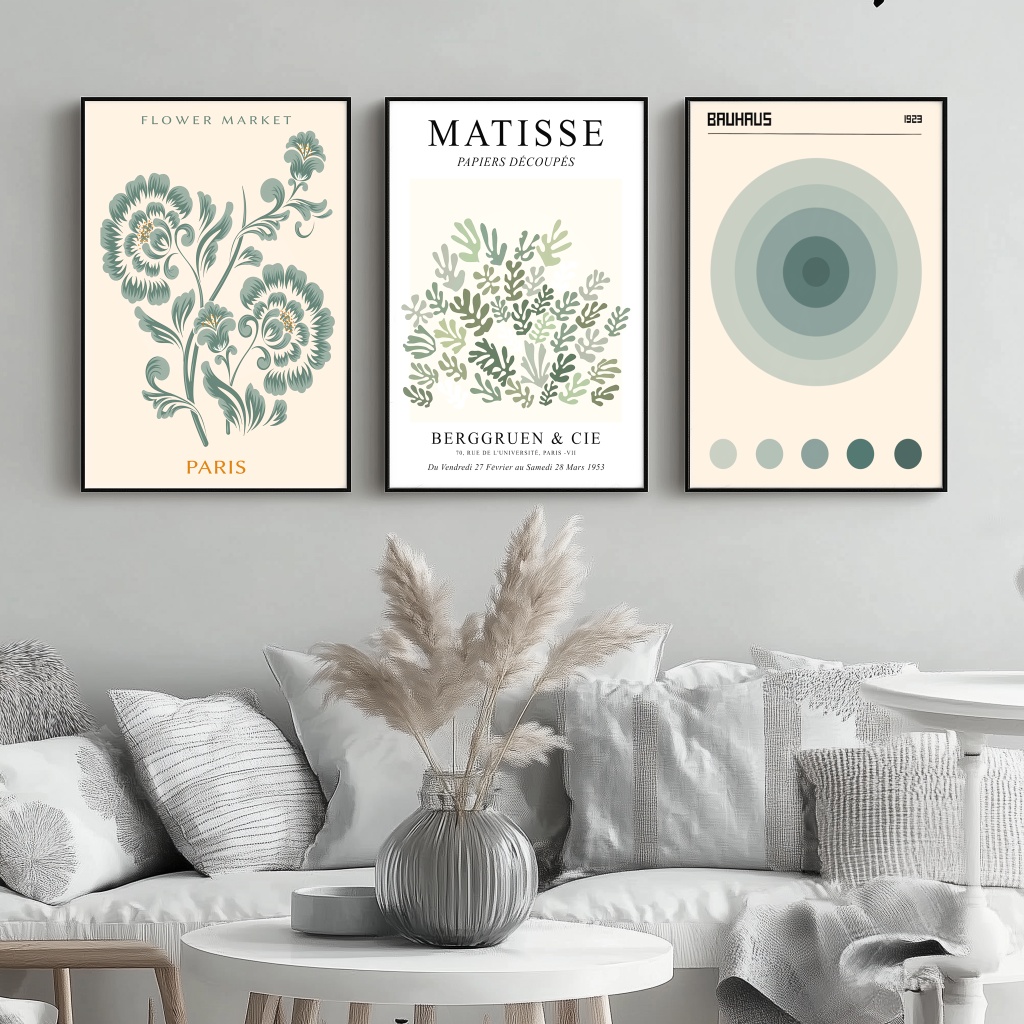 FLOWER MARKET
PARIS
MATISSE
PAPIERS DÉCOUPÉS
BERGGRUEN & CIE
70, RUE DE L'UNIVERSITÉ, PARIS -VII
Du Vendredi 27 Février au Samedi 28 Mars 1953
BAUHAUS 1923